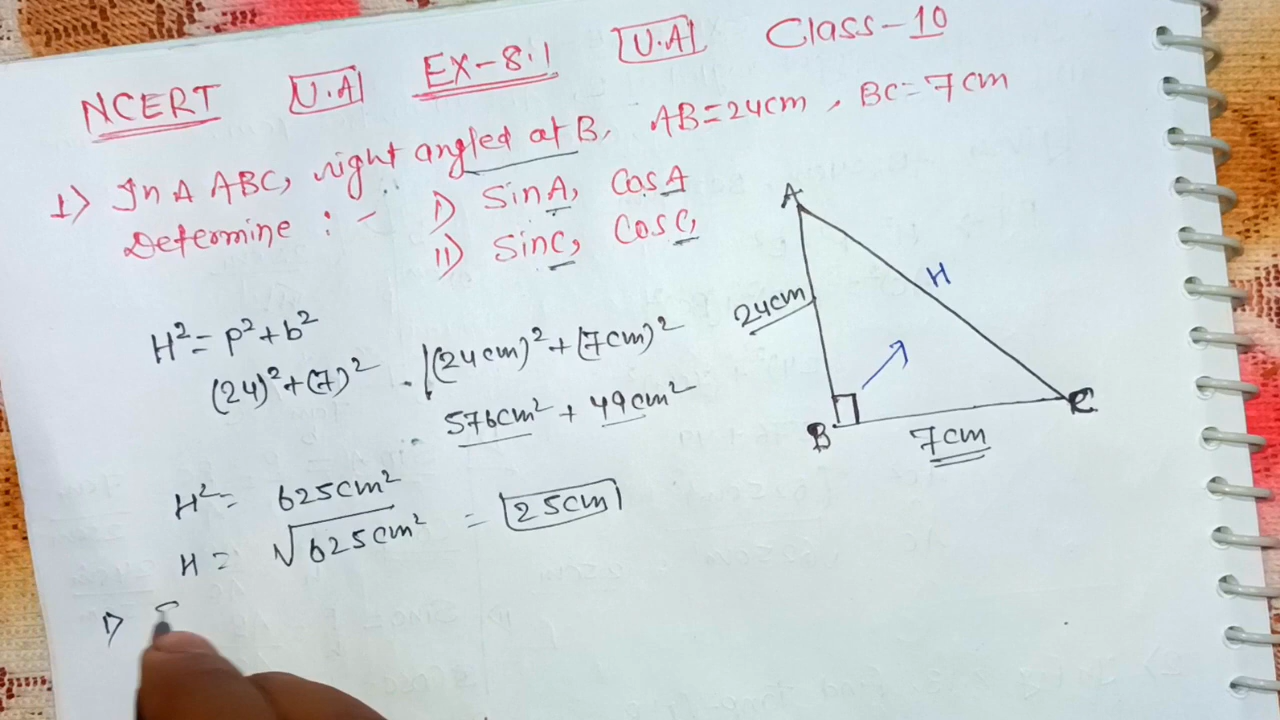 NCERT U.A EX-8.1 U.A Class-10
1) In Δ ABC, right angled at B, AB=24cm, BC=7cm
Determine :- I) SinA, CosA
II) SinC, CosC,
H²= p²+b²
(24)²+(7)² (24cm)²+(7cm)²
576cm² + 49cm²
H²= 625cm²
H = √625cm² = 25cm
I)
A
H
24cm
B
7cm
C